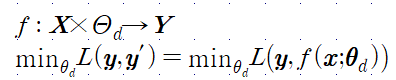 f : X×Θ_d→Y
min_{θ_d}L(y,y′) = min_{θ_d}L(y,f(x;θ_d))